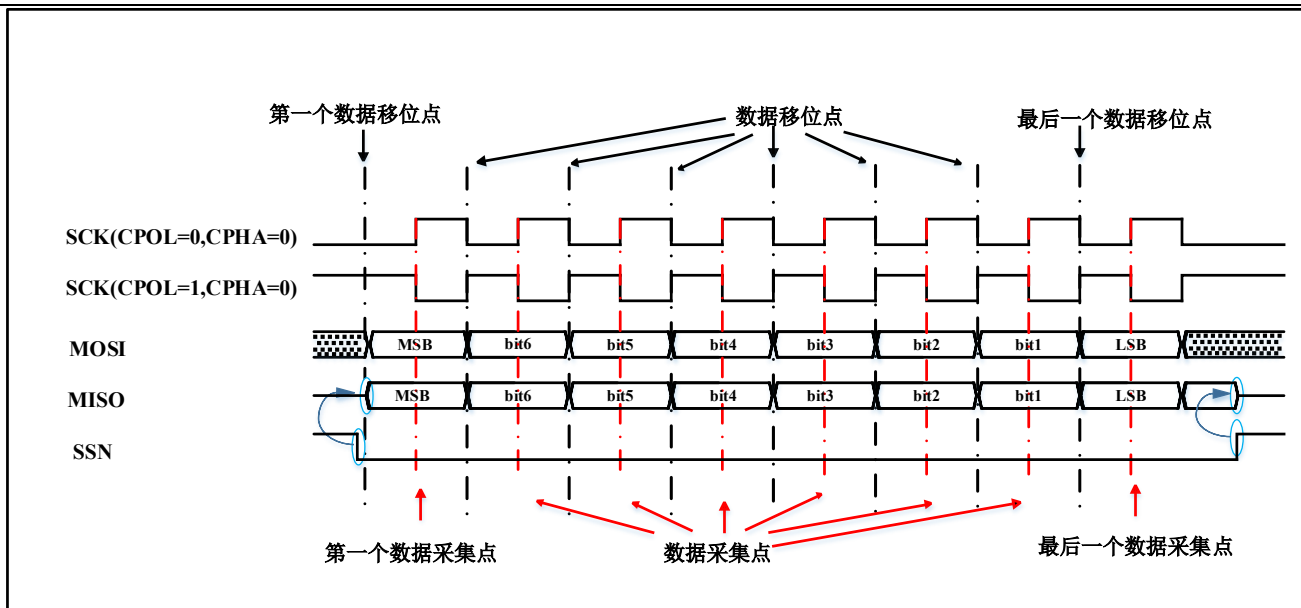 第一个数据移位点
数据移位点
最后一个数据移位点
SCK(CPOL=0,CPHA=0)
SCK(CPOL=1,CPHA=0)
MOSI
MSB bit6 bit5 bit4 bit3 bit2 bit1 LSB
MISO
MSB bit6 bit5 bit4 bit3 bit2 bit1 LSB
SSN
第一个数据采集点
数据采集点
最后一个数据采集点